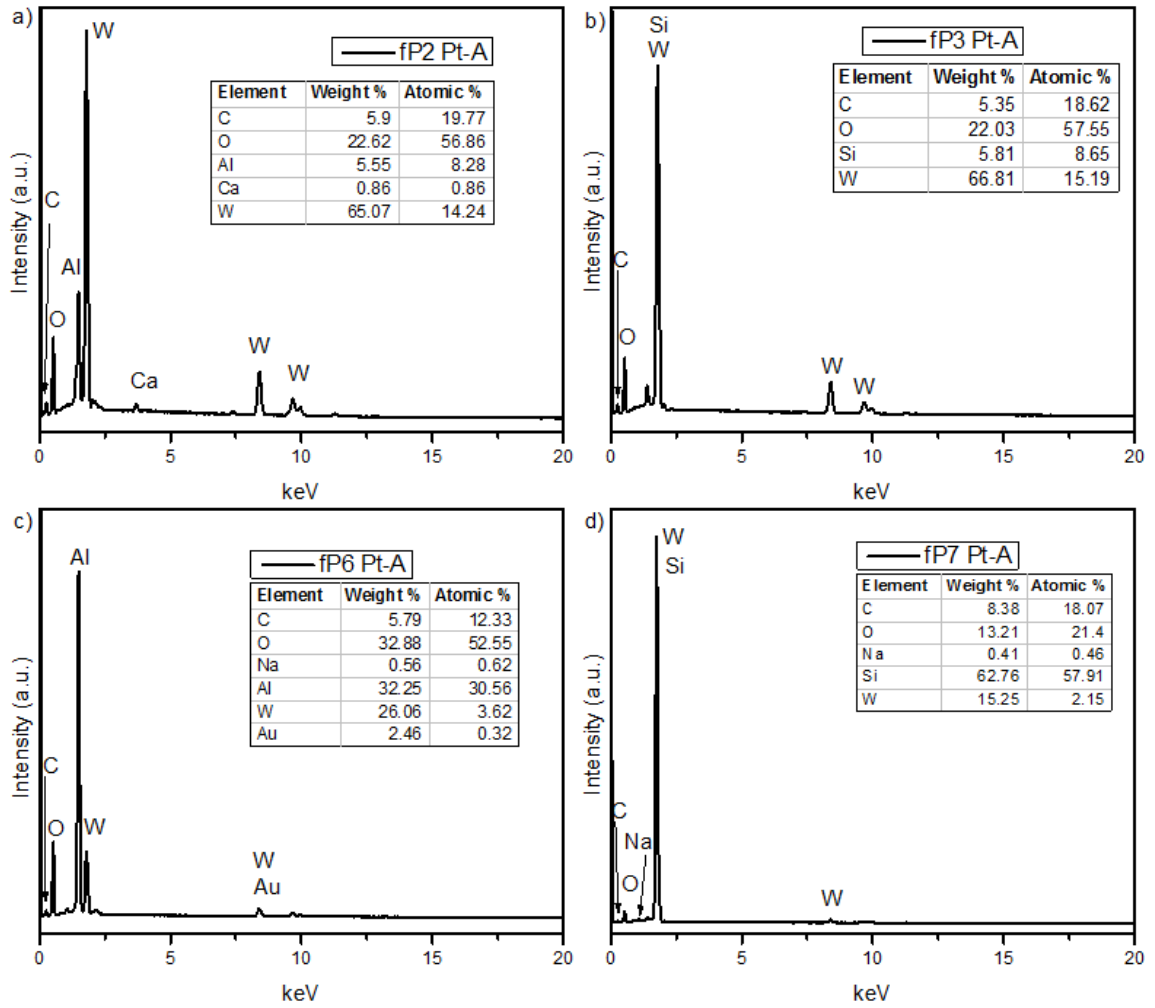 a)
W
fP2 Pt-A
Element Weight % Atomic %
C 5.9 19.77
O 22.62 56.86
Al 5.55 8.28
Ca 0.86 0.86
W 65.07 14.24
C
Al
O
Ca
W
W
Intensity (a.u.)
0 5 10 15 20
keV
b)
Si
W
fP3 Pt-A
Element Weight % Atomic %
C 5.35 18.62
O 22.03 57.55
Si 5.81 8.65
W 66.81 15.19
C
O
W
W
Intensity (a.u.)
0 5 10 15 20
keV
c)
Al
fP6 Pt-A
Element Weight % Atomic %
C 5.79 12.33
O 32.88 52.55
Na 0.56 0.62
Al 32.25 30.56
W 26.06 3.62
Au 2.46 0.32
C
O
W
W
Au
Intensity (a.u.)
0 5 10 15 20
keV
d)
W
Si
fP7 Pt-A
Element Weight % Atomic %
C 8.38 18.07
O 13.21 21.4
Na 0.41 0.46
Si 62.76 57.91
W 15.25 2.15
C
Na
O
W
Intensity (a.u.)
0 5 10 15 20
keV